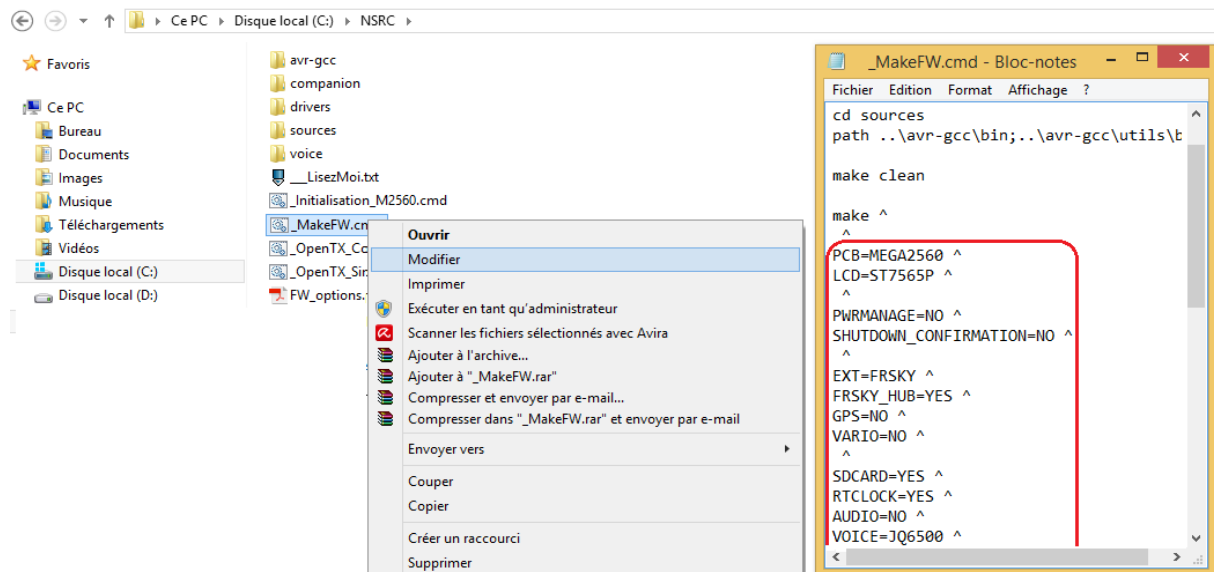 Ce PC
Disque local (C:)
NSRC
Favoris
Ce PC
Bureau
Documents
Images
Musique
Téléchargements
Vidéos
Disque local (C:)
Disque local (D:)
avr-gcc
companion
drivers
sources
voice
___LisezMoi.txt
_Initialisation_M2560.cmd
_MakeFW.cm
_OpenTX_Co
_OpenTX_Sim
FW_options.
Ouvrir
Modifier
Imprimer
Exécuter en tant qu'administrateur
Scanner les fichiers sélectionnés avec Avira
Ajouter à l'archive...
Ajouter à "_MakeFW.rar"
Compresser et envoyer par e-mail...
Compresser dans "_MakeFW.rar" et envoyer par e-mail
Envoyer vers
Couper
Copier
Créer un raccourci
Supprimer
_MakeFW.cmd - Bloc-notes
Fichier Edition Format Affichage ?
cd sources
path ..\avr-gcc\bin;..\avr-gcc\utils\b
make clean
make ^
^
PCB=MEGA2560 ^
LCD=ST7565P ^
^
PWRMANAGE=NO ^
SHUTDOWN_CONFIRMATION=NO ^
^
EXT=FRSKY ^
FRSKY_HUB=YES ^
GPS=NO ^
VARIO=NO ^
^
SDCARD=YES ^
RTCLOCK=YES ^
AUDIO=NO ^
VOICE=JQ6500 ^